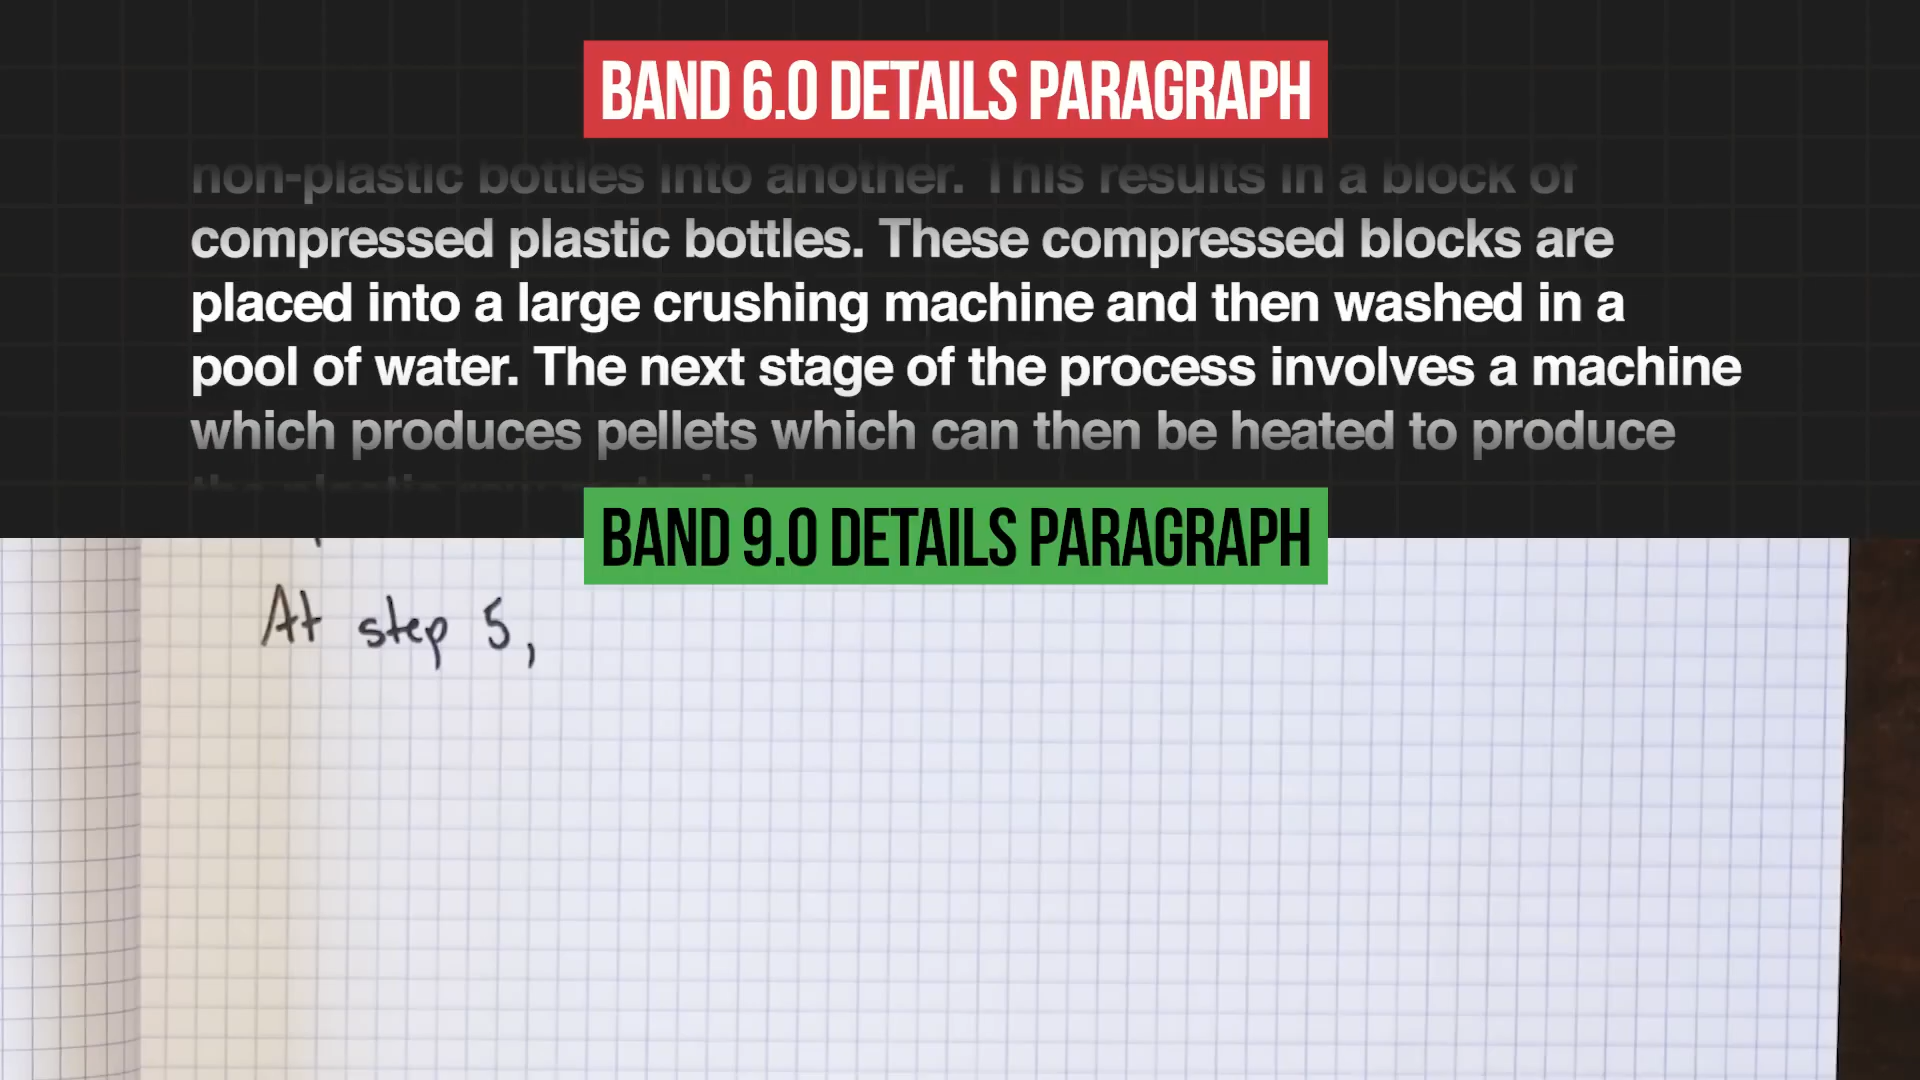 BAND 6.0 DETAILS PARAGRAPH
non-plastic bottles into another. This results in a block of
compressed plastic bottles. These compressed blocks are
placed into a large crushing machine and then washed in a
pool of water. The next stage of the process involves a machine
which produces pellets which can then be heated to produce
BAND 9.0 DETAILS PARAGRAPH
At step 5,